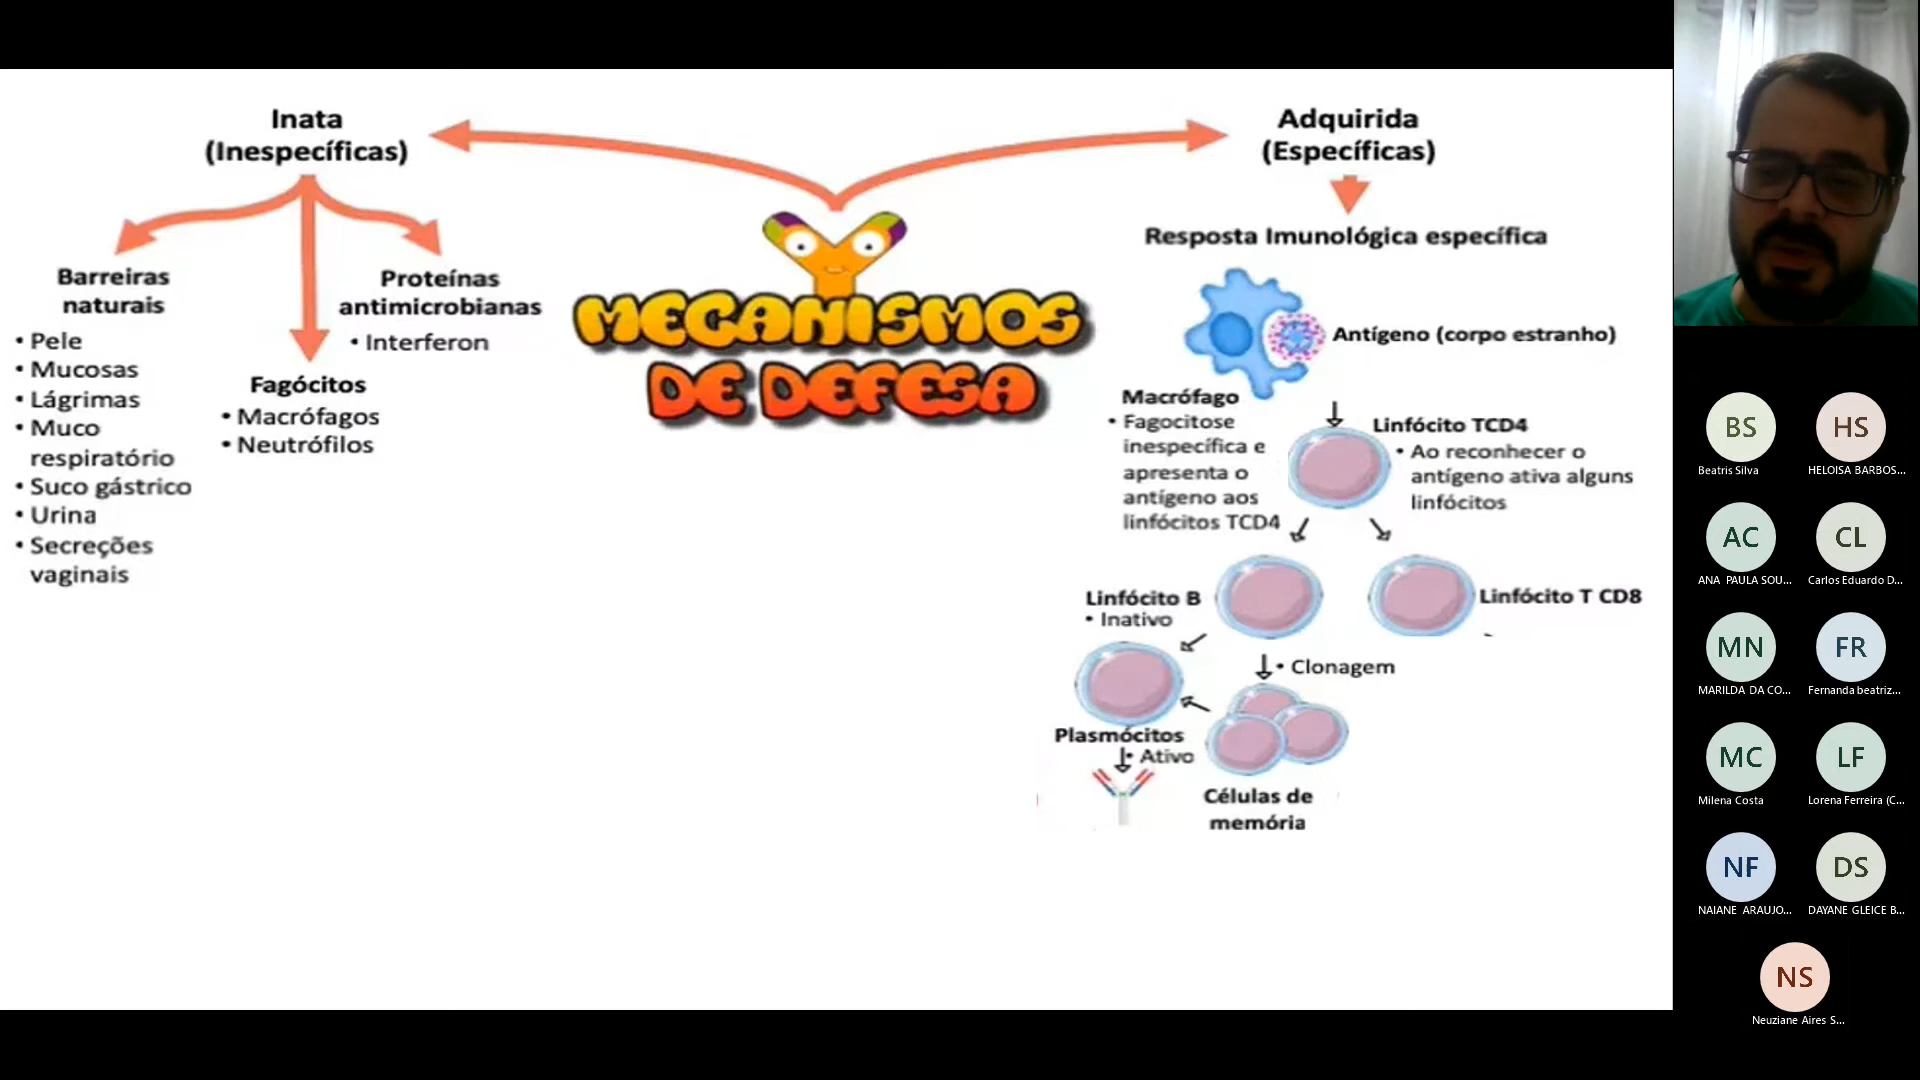 Inata
(Inespecíficas)
Barreiras
naturais
• Pele
• Mucosas
• Lágrimas
• Muco
respiratório
• Suco gástrico
• Urina
• Secreções
vaginais
Fagócitos
• Macrófagos
• Neutrófilos
Proteínas
antimicrobianas
• Interferon
MECANISMOS
DE DEFESA
Adquirida
(Específicas)
Resposta Imunológica específica
Antígeno (corpo estranho)
Macrófago
• Fagocitose
inespecífica e
apresenta o
antígeno aos
linfócitos TCD4
Linfócito TCD4
• Ao reconhecer o
antígeno ativa alguns
linfócitos
Linfócito B
• Inativo
Linfócito T CD8
• Clonagem
Plasmócitos
• Ativo
Células de
memória
BS
Beatris Silva
HS
HELOISA BARBOS...
AC
ANA PAULA SOU...
CL
Carlos Eduardo D...
MN
MARILDA DA CO...
FR
Fernanda beatriz...
MC
Milena Costa
LF
Lorena Ferreira (C...
NF
NAIANE ARAUJO...
DS
DAYANE GLEICE B...
NS
Neuziane Aires S...